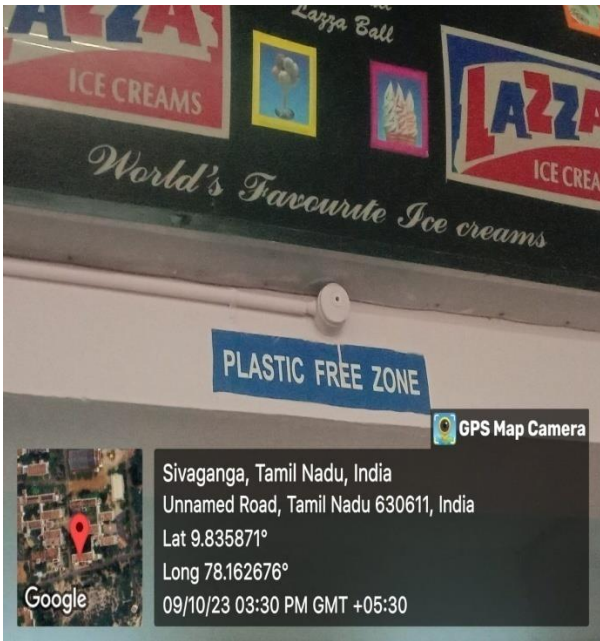 Lazza Ball
LAZZA
ICE CREAMS
LAZZA
ICE CREA
World's Favourite Ice creams
PLASTIC FREE ZONE
GPS Map Camera
Sivaganga, Tamil Nadu, India
Unnamed Road, Tamil Nadu 630611, India
Lat 9.835871°
Long 78.162676°
09/10/23 03:30 PM GMT +05:30
Google